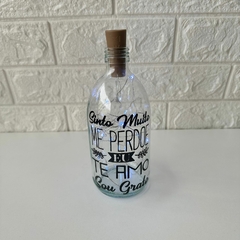 Sinto Muito
ME PERDOE
EU
TE AMO
Sou Grato